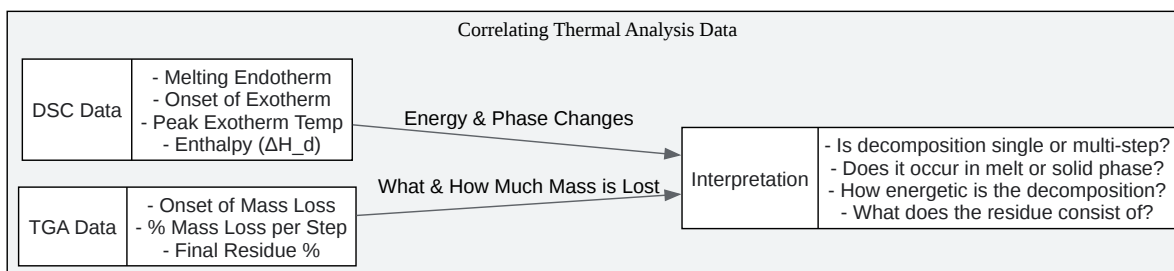 Correlating Thermal Analysis Data
DSC Data
- Melting Endotherm
- Onset of Exotherm
- Peak Exotherm Temp
- Enthalpy (ΔH_d)
Energy & Phase Changes
TGA Data
- Onset of Mass Loss
- % Mass Loss per Step
- Final Residue %
What & How Much Mass is Lost
Interpretation
- Is decomposition single or multi-step?
- Does it occur in melt or solid phase?
- How energetic is the decomposition?
- What does the residue consist of?